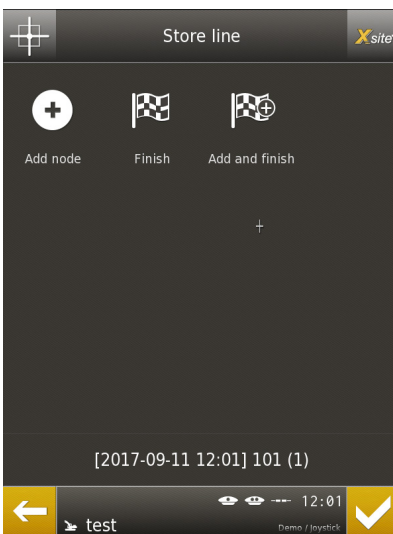 Store line
Xsite
Add node Finish Add and finish
[2017-09-11 12:01] 101 (1)
12:01
test
Demo / Joystick